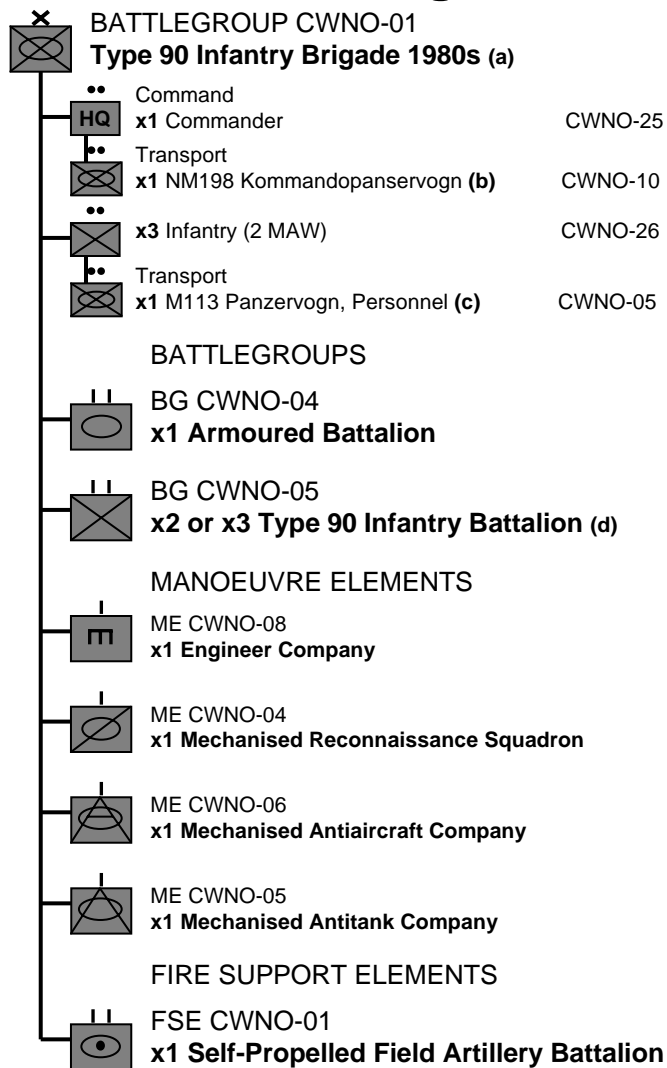 BATTLEGROUP CWNO-01
Type 90 Infantry Brigade 1980s (a)
Command
HQ x1 Commander CWNO-25
Transport
x1 NM198 Kommandopanservogn (b) CWNO-10
x3 Infantry (2 MAW) CWNO-26
Transport
x1 M113 Panzervogn, Personnel (c) CWNO-05
BATTLEGROUPS
BG CWNO-04
x1 Armoured Battalion
BG CWNO-05
x2 or x3 Type 90 Infantry Battalion (d)
MANOEUVRE ELEMENTS
ME CWNO-08
x1 Engineer Company
ME CWNO-04
x1 Mechanised Reconnaissance Squadron
ME CWNO-06
x1 Mechanised Antiaircraft Company
ME CWNO-05
x1 Mechanised Antitank Company
FIRE SUPPORT ELEMENTS
FSE CWNO-01
x1 Self-Propelled Field Artillery Battalion